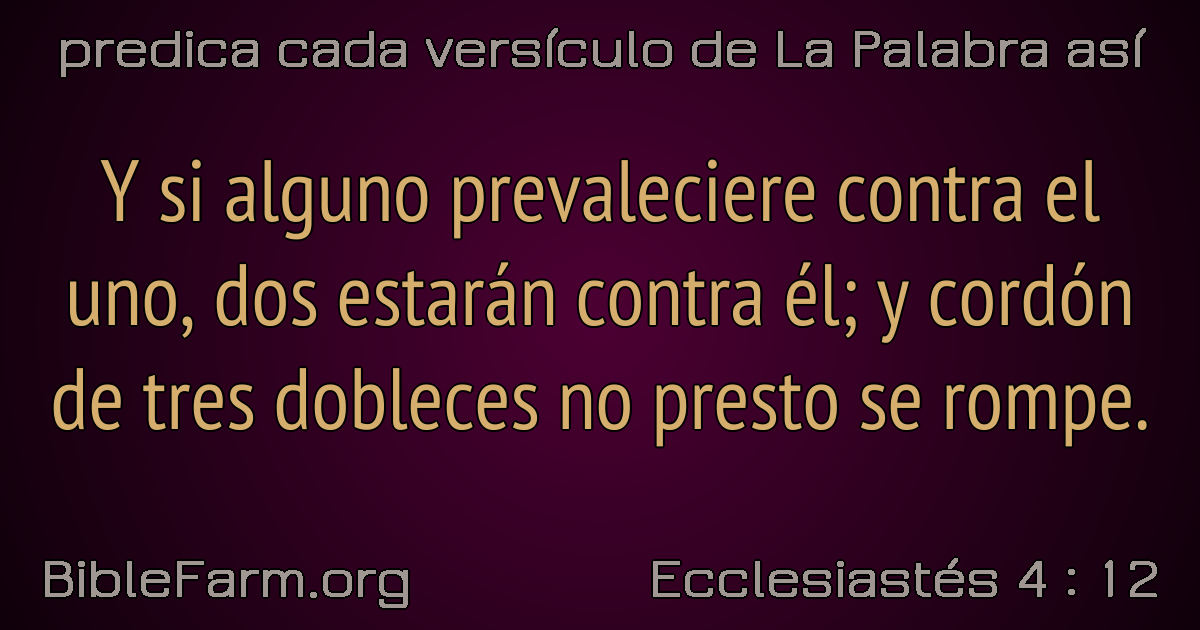 predica cada versículo de La Palabra así
Y si alguno prevaleciere contra el
uno, dos estarán contra él; y cordón
de tres dobleces no presto se rompe.
BibleFarm.org
Ecclesiastés 4 : 12